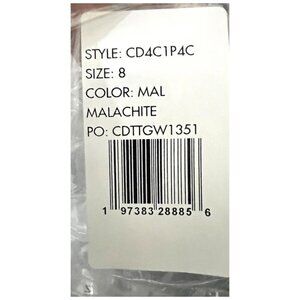 STYLE: CD4C1P4C
SIZE: 8
COLOR: MAL
MALACHITE
PO: CDTTGW1351
1 97383 28885 6